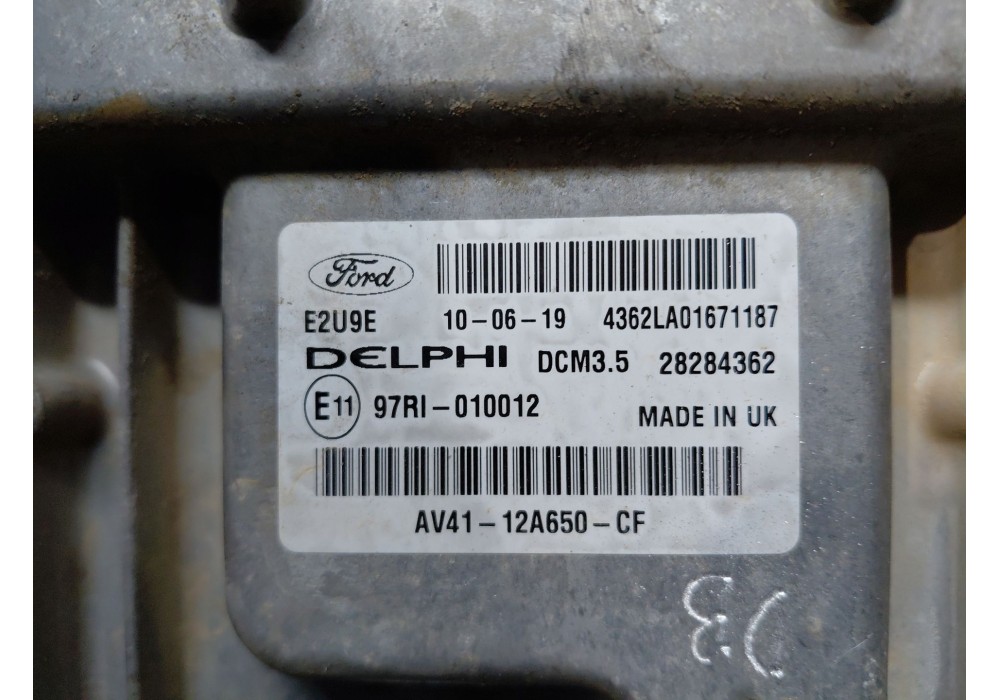 Ford
E2U9E 10-06-19 4362LA01671187
DELPHI DCM3.5 28284362
E11 97RI-010012 MADE IN UK
AV41-12A650-CF